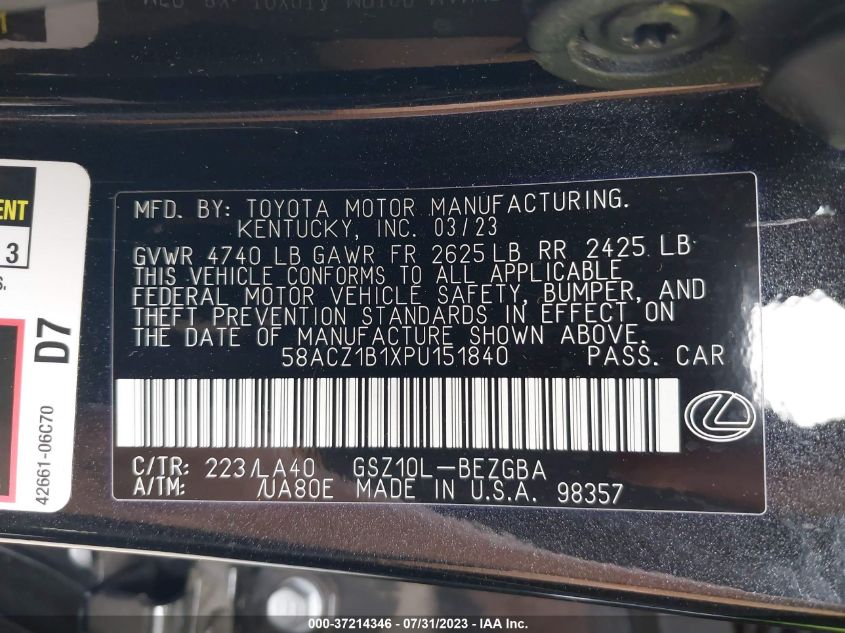 MFD. BY: TOYOTA MOTOR MANUFACTURING.
KENTUCKY, INC. 03/23
GVWR 4740 LB GAWR FR 2625 LB RR 2425 LB
THIS VEHICLE CONFORMS TO ALL APPLICABLE
FEDERAL MOTOR VEHICLE SAFETY, BUMPER, AND
THEFT PREVENTION STANDARDS IN EFFECT ON
THE DATE OF MANUFACTURE SHOWN ABOVE.
58ACZ1B1XPU151840 PASS. CAR
C/TR: 223/LA40 GSZ10L-BEZGBA
A/TM: /UA80E MADE IN U.S.A. 98357
ENT
3
S.
D7
42661-06C70
000-37214346 / 07/31/2023 - IAA Inc.